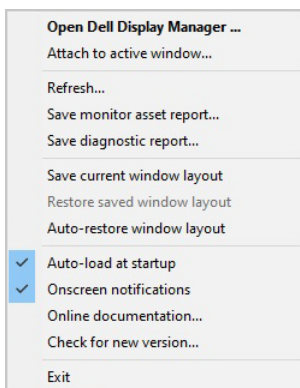 Open Dell Display Manager ...
Attach to active window...
Refresh...
Save monitor asset report...
Save diagnostic report...
Save current window layout
Restore saved window layout
Auto-restore window layout
Auto-load at startup
Onscreen notifications
Online documentation...
Check for new version...
Exit